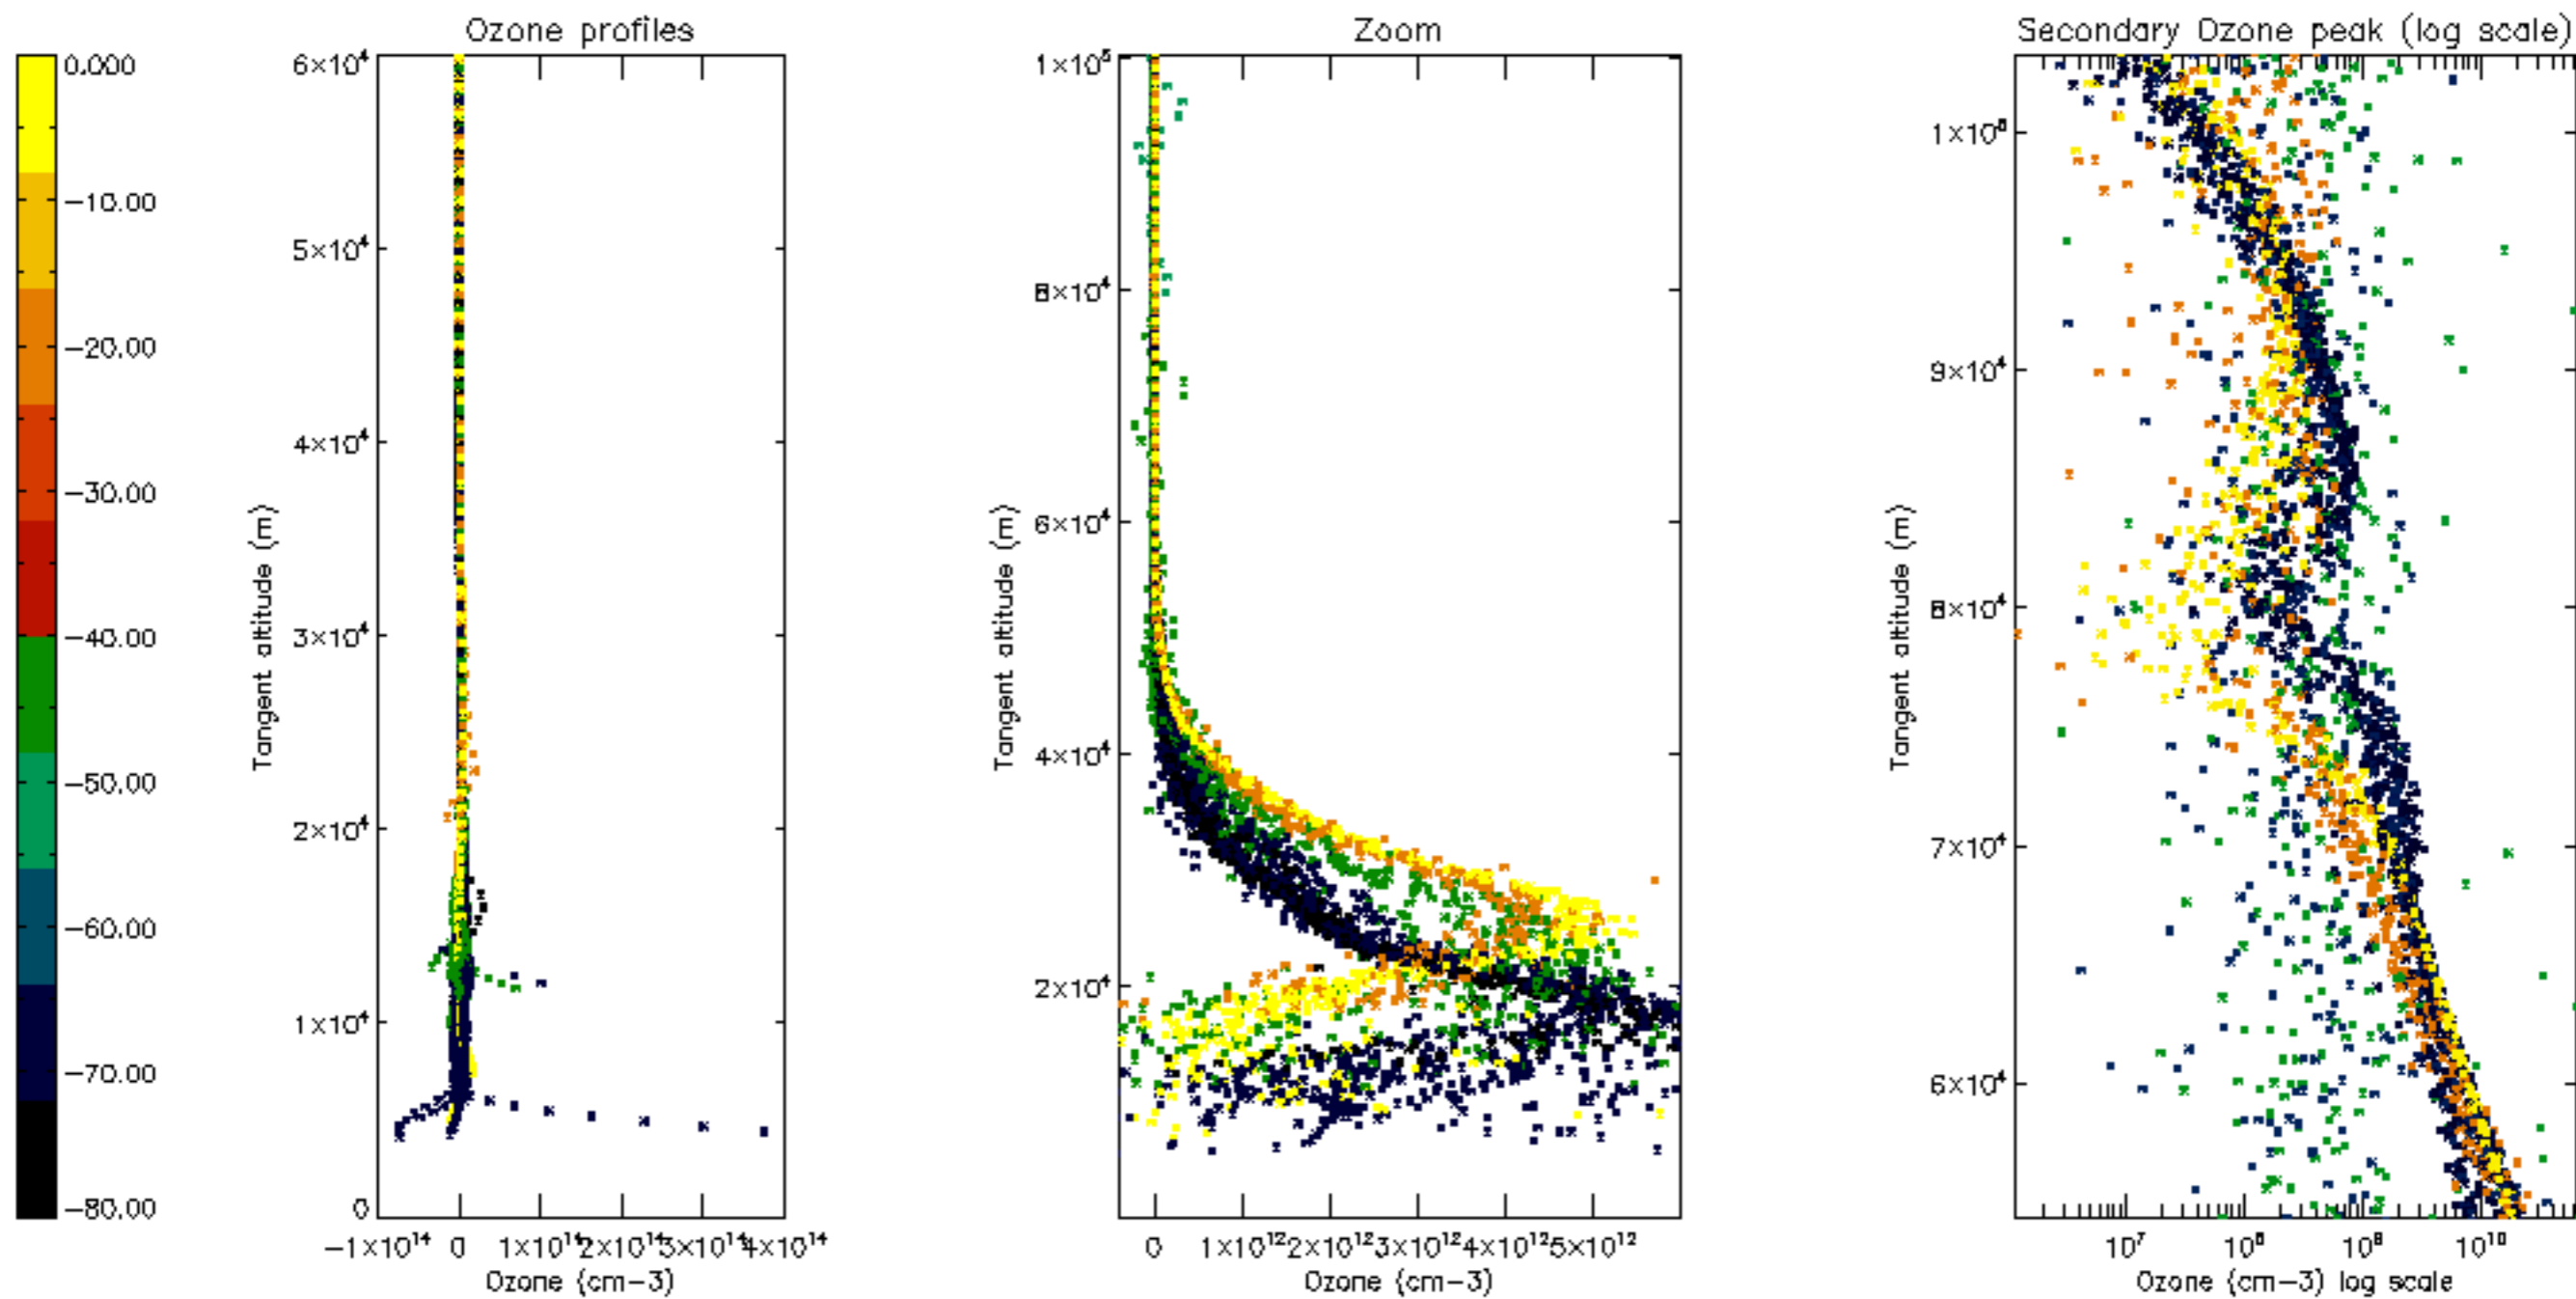 Ozone profiles
Zoom
Secondary Ozone peak (log scale)
0.000
−10.00
−20.00
−30.00
−40.00
−50.00
−60.00
−70.00
−80.00
Tangent altitude (m)
6×10⁴
5×10⁴
4×10⁴
3×10⁴
2×10⁴
1×10⁴
0
−1×10¹⁴ 0 1×10¹⁴ 2×10¹⁴ 3×10¹⁴ 4×10¹⁴
Ozone (cm−3)
Tangent altitude (m)
1×10⁵
8×10⁴
6×10⁴
4×10⁴
2×10⁴
0 1×10¹² 2×10¹² 3×10¹² 4×10¹² 5×10¹²
Ozone (cm−3)
Tangent altitude (m)
1×10⁵
9×10⁴
8×10⁴
7×10⁴
6×10⁴
10⁷ 10⁸ 10⁹ 10¹⁰
Ozone (cm−3) log scale